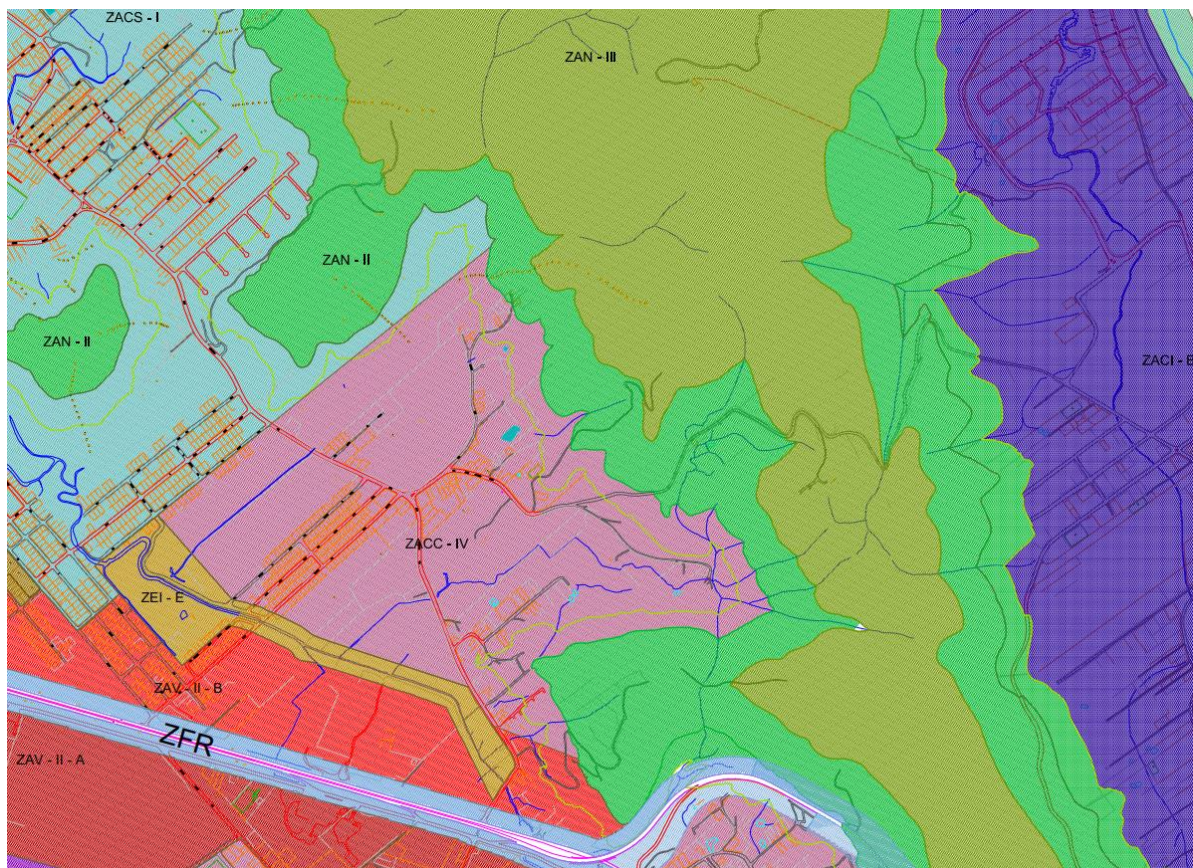 ZACS - I
ZAN - III
ZAN - II
ZAN - II
ZACI - B
ZACC - IV
ZEI - E
ZAV - II - B
ZFR
ZAV - II - A